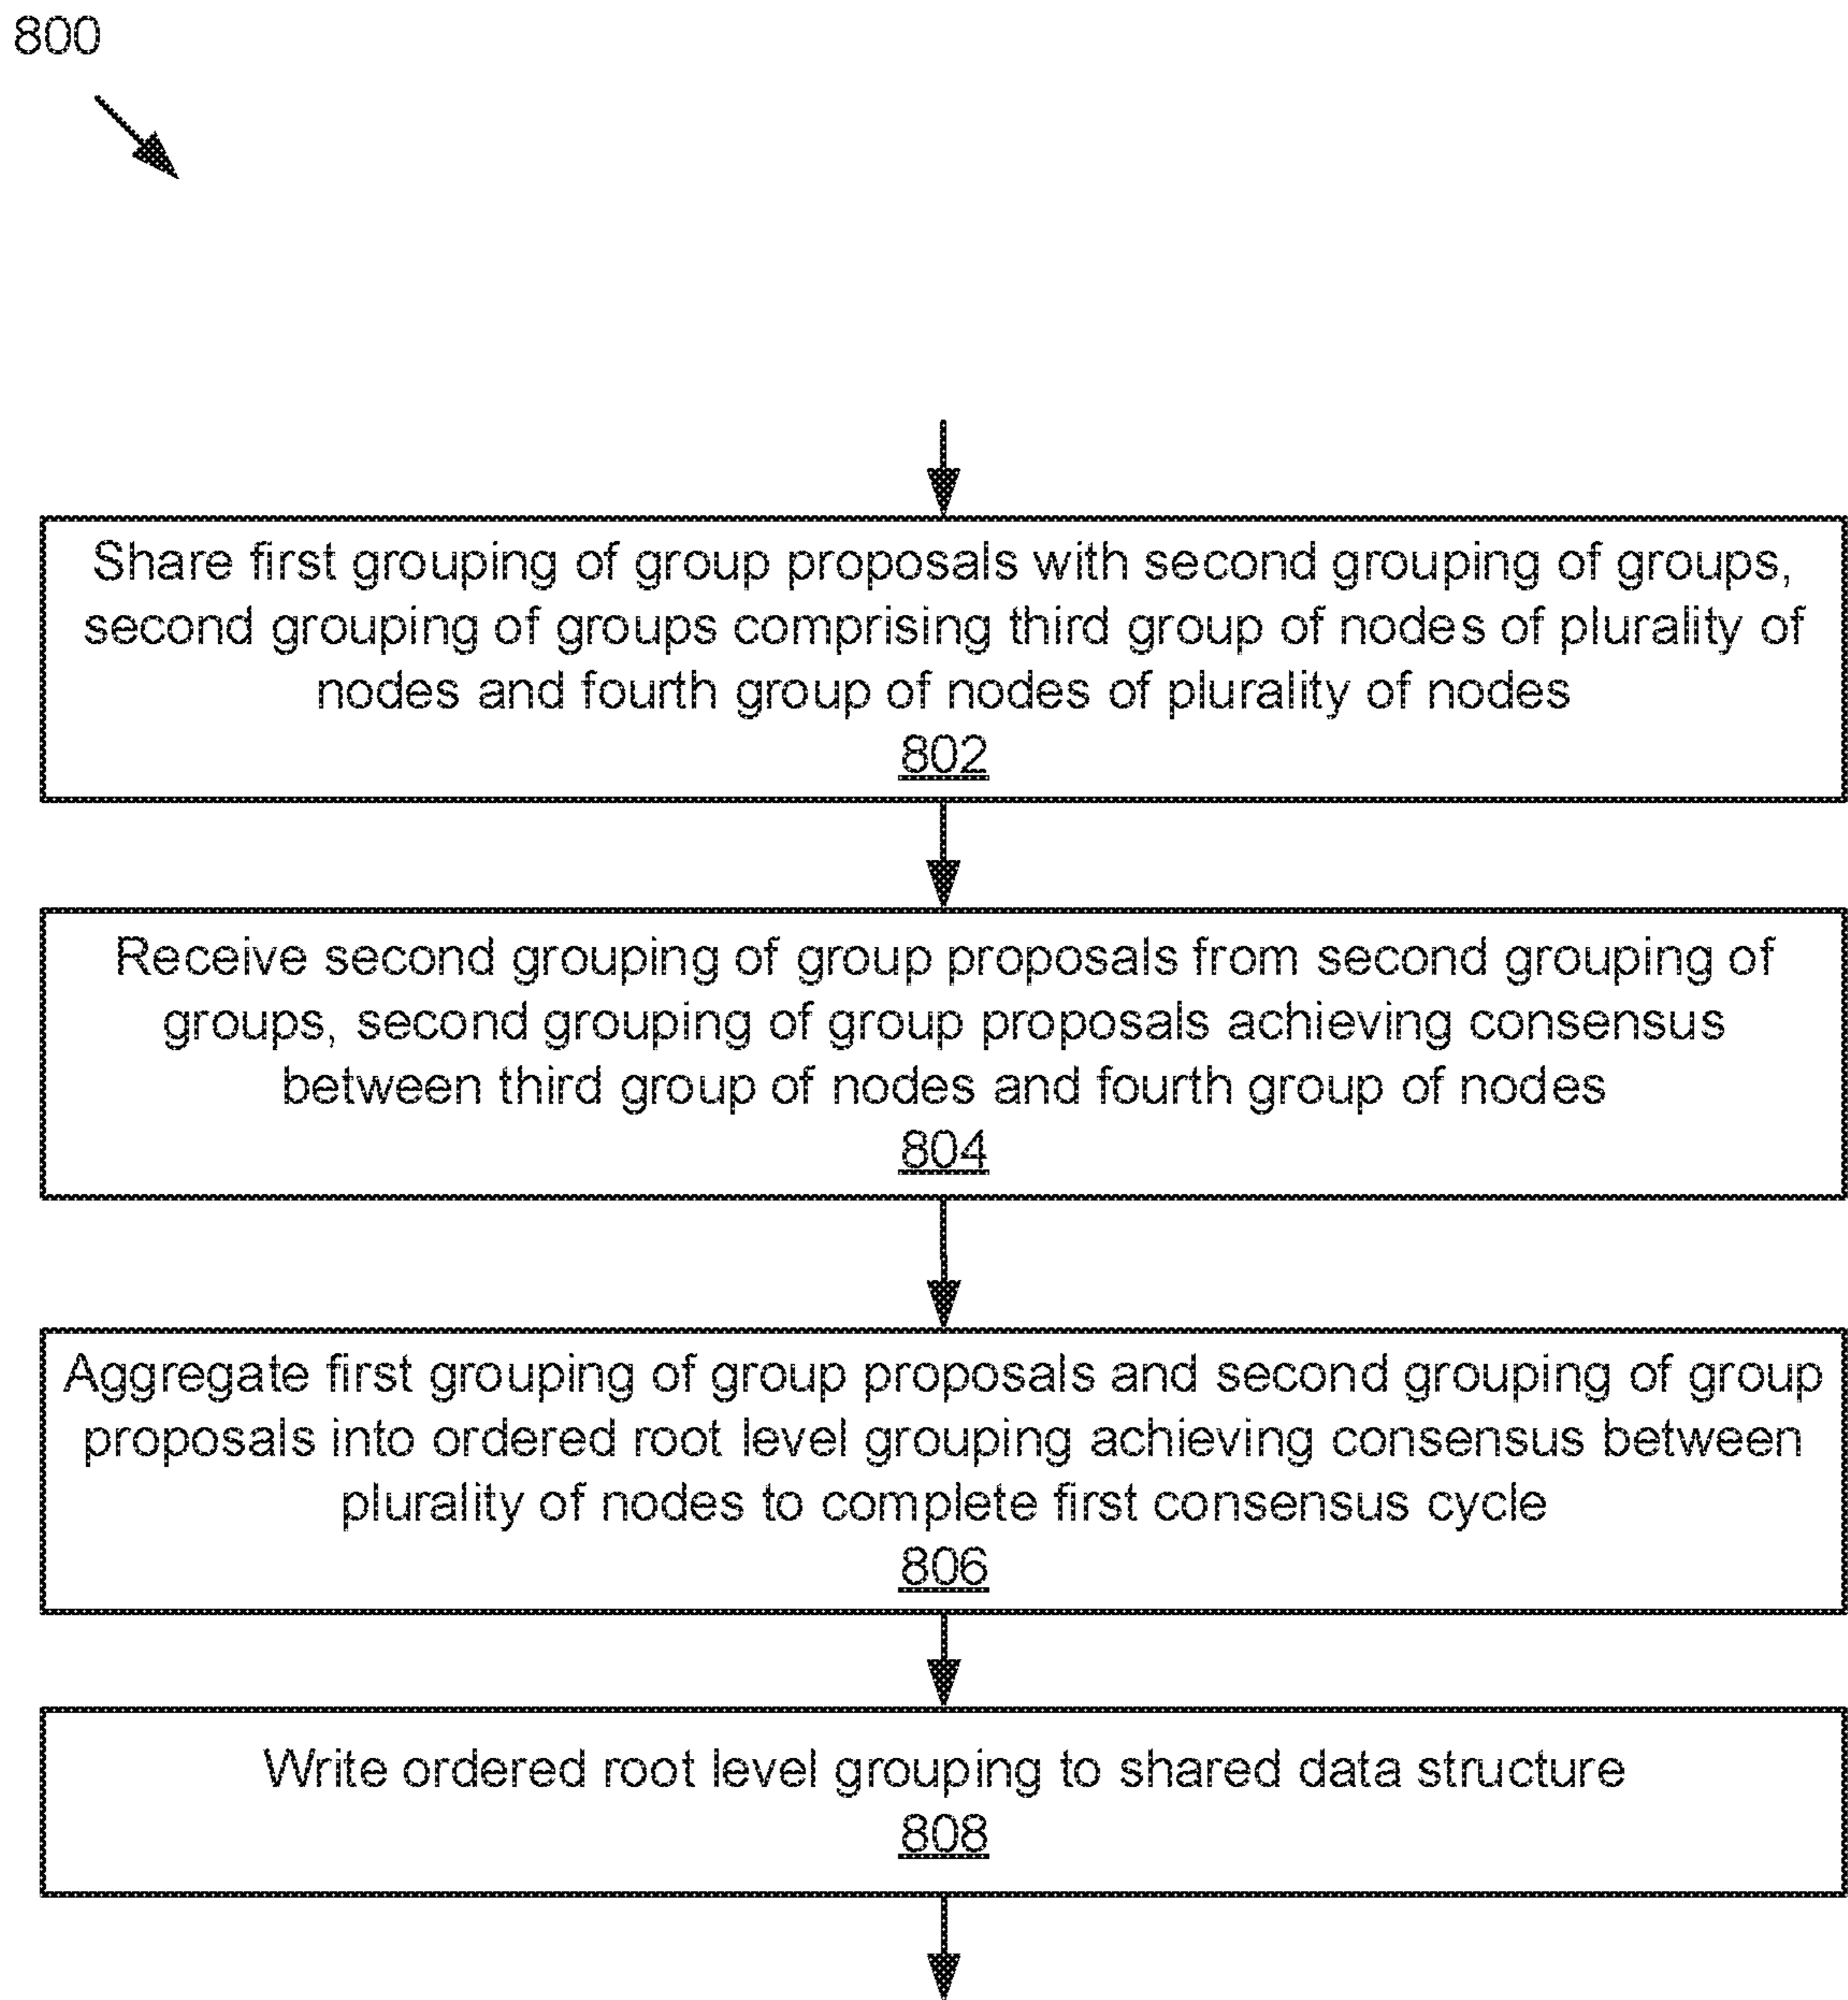 800
Share first grouping of group proposals with second grouping of groups,
second grouping of groups comprising third group of nodes of plurality of
nodes and fourth group of nodes of plurality of nodes
802
Receive second grouping of group proposals from second grouping of
groups, second grouping of group proposals achieving consensus
between third group of nodes and fourth group of nodes
804
Aggregate first grouping of group proposals and second grouping of group
proposals into ordered root level grouping achieving consensus between
plurality of nodes to complete first consensus cycle
806
Write ordered root level grouping to shared data structure
808